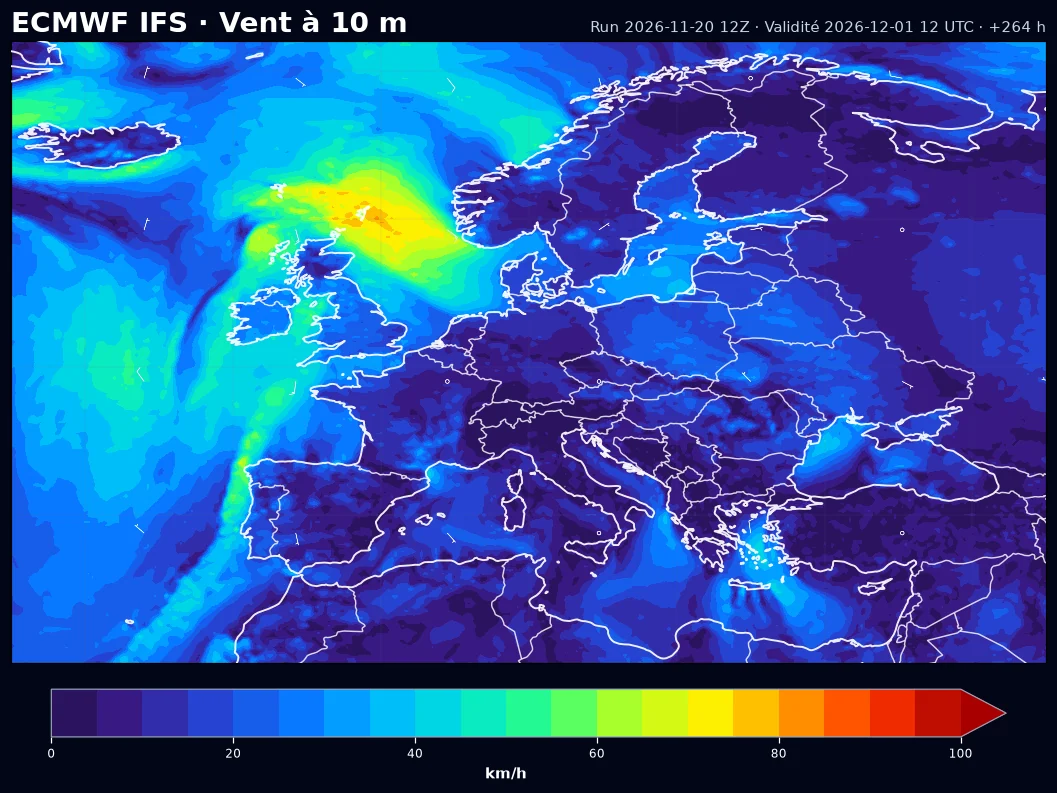 ECMWF IFS · Vent à 10 m
Run 2026-11-20 12Z · Validité 2026-12-01 12 UTC · +264 h
0 20 40 60 80 100
km/h